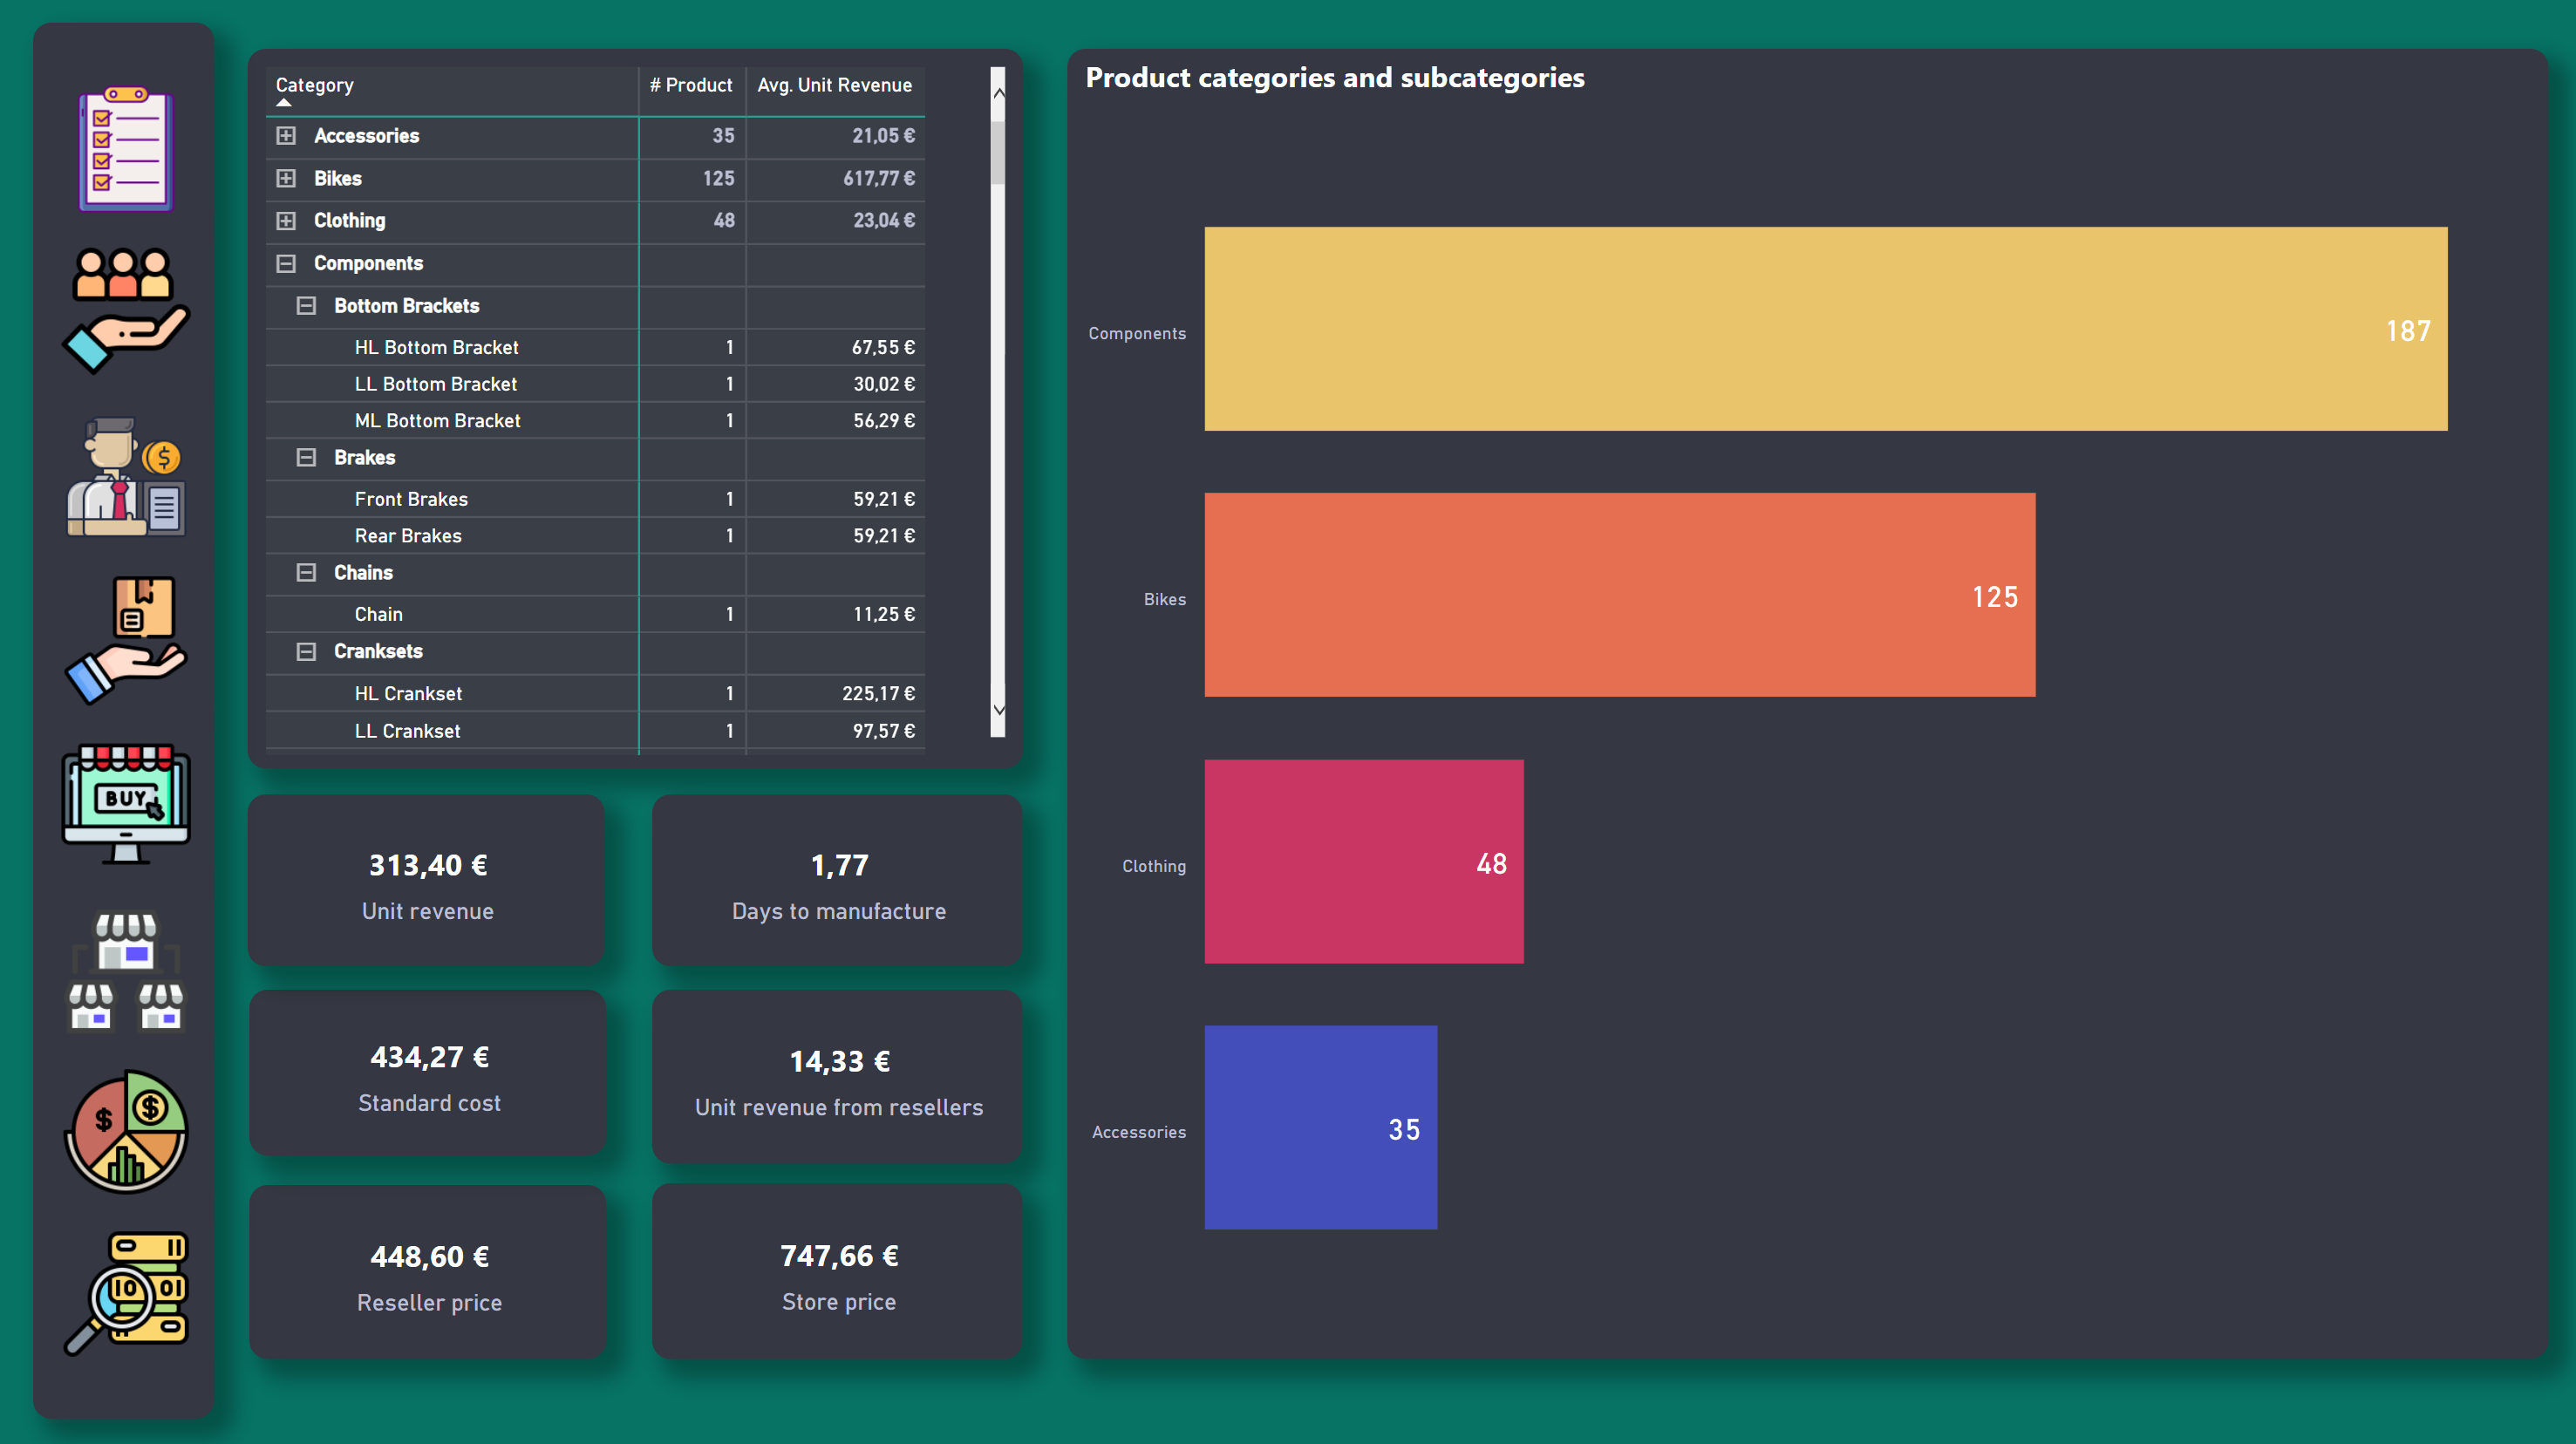 Category # Product Avg. Unit Revenue
Accessories 35 21,05 €
Bikes 125 617,77 €
Clothing 48 23,04 €
Components
Bottom Brackets
HL Bottom Bracket 1 67,55 €
LL Bottom Bracket 1 30,02 €
ML Bottom Bracket 1 56,29 €
Brakes
Front Brakes 1 59,21 €
Rear Brakes 1 59,21 €
Chains
Chain 1 11,25 €
Cranksets
HL Crankset 1 225,17 €
LL Crankset 1 97,57 €
313,40 €
Unit revenue
1,77
Days to manufacture
434,27 €
Standard cost
14,33 €
Unit revenue from resellers
448,60 €
Reseller price
747,66 €
Store price
Product categories and subcategories
Components 187
Bikes 125
Clothing 48
Accessories 35
$
BUY
$ $
10 01